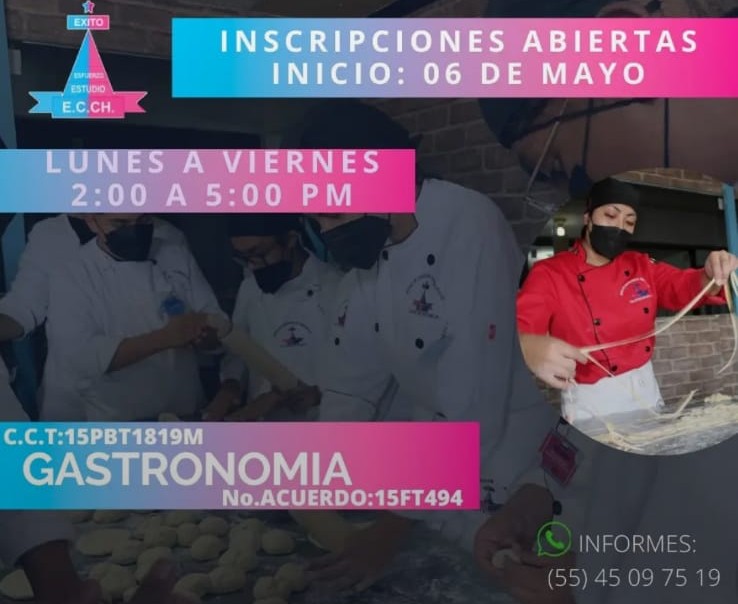 EXITO
ESFUERZO
ESTUDIO
E.C.CH.
INSCRIPCIONES ABIERTAS
INICIO: 06 DE MAYO
LUNES A VIERNES
2:00 A 5:00 PM
C.C.T:15PBT1819M
GASTRONOMIA
No.ACUERDO:15FT494
INFORMES:
(55) 45 09 75 19